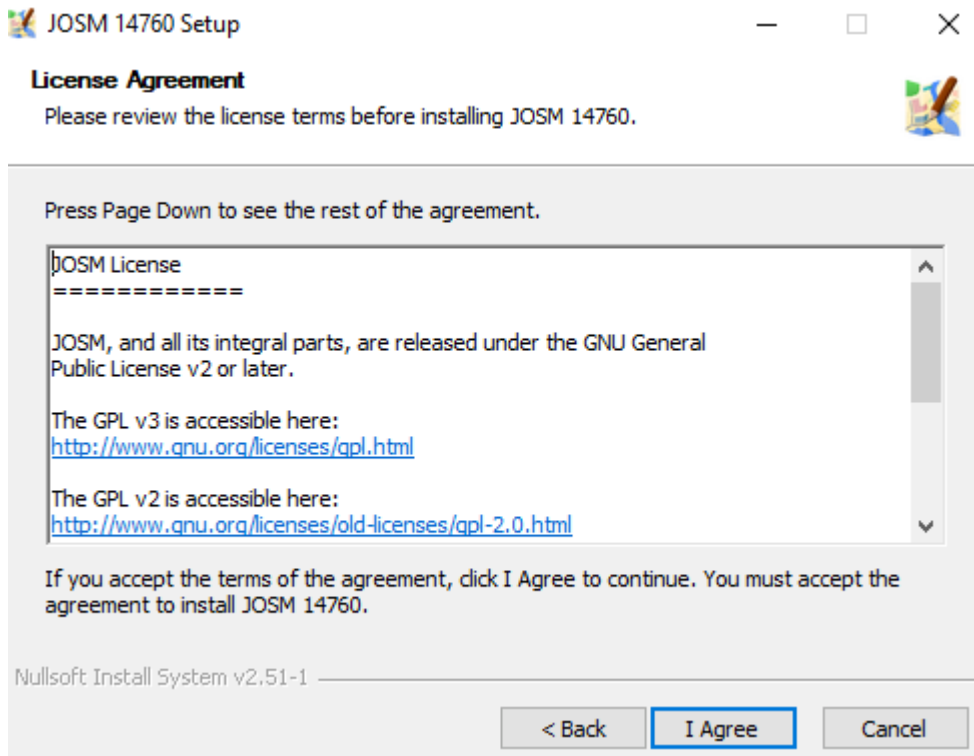 JOSM 14760 Setup
License Agreement
Please review the license terms before installing JOSM 14760.
Press Page Down to see the rest of the agreement.
JOSM License
============
JOSM, and all its integral parts, are released under the GNU General
Public License v2 or later.
The GPL v3 is accessible here:
http://www.gnu.org/licenses/gpl.html
The GPL v2 is accessible here:
http://www.gnu.org/licenses/old-licenses/gpl-2.0.html
If you accept the terms of the agreement, click I Agree to continue. You must accept the
agreement to install JOSM 14760.
Nullsoft Install System v2.51-1
< Back
I Agree
Cancel